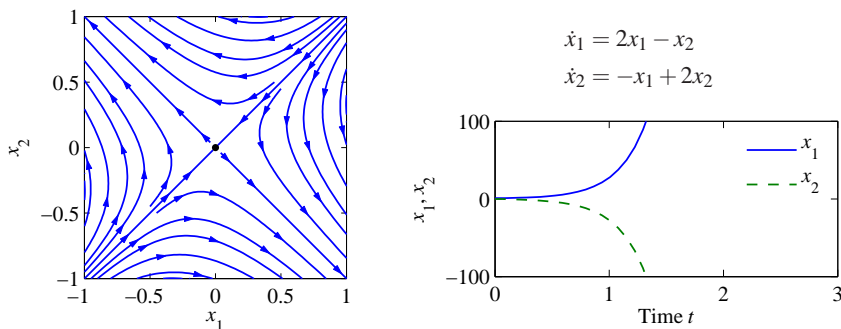 1
0.5
0
−0.5
−1
x2
−1 −0.5 0 0.5 1
x1
ẋ1 = 2x1 − x2
ẋ2 = −x1 + 2x2
100
0
−100
x1, x2
x1
x2
0 1 2 3
Time t